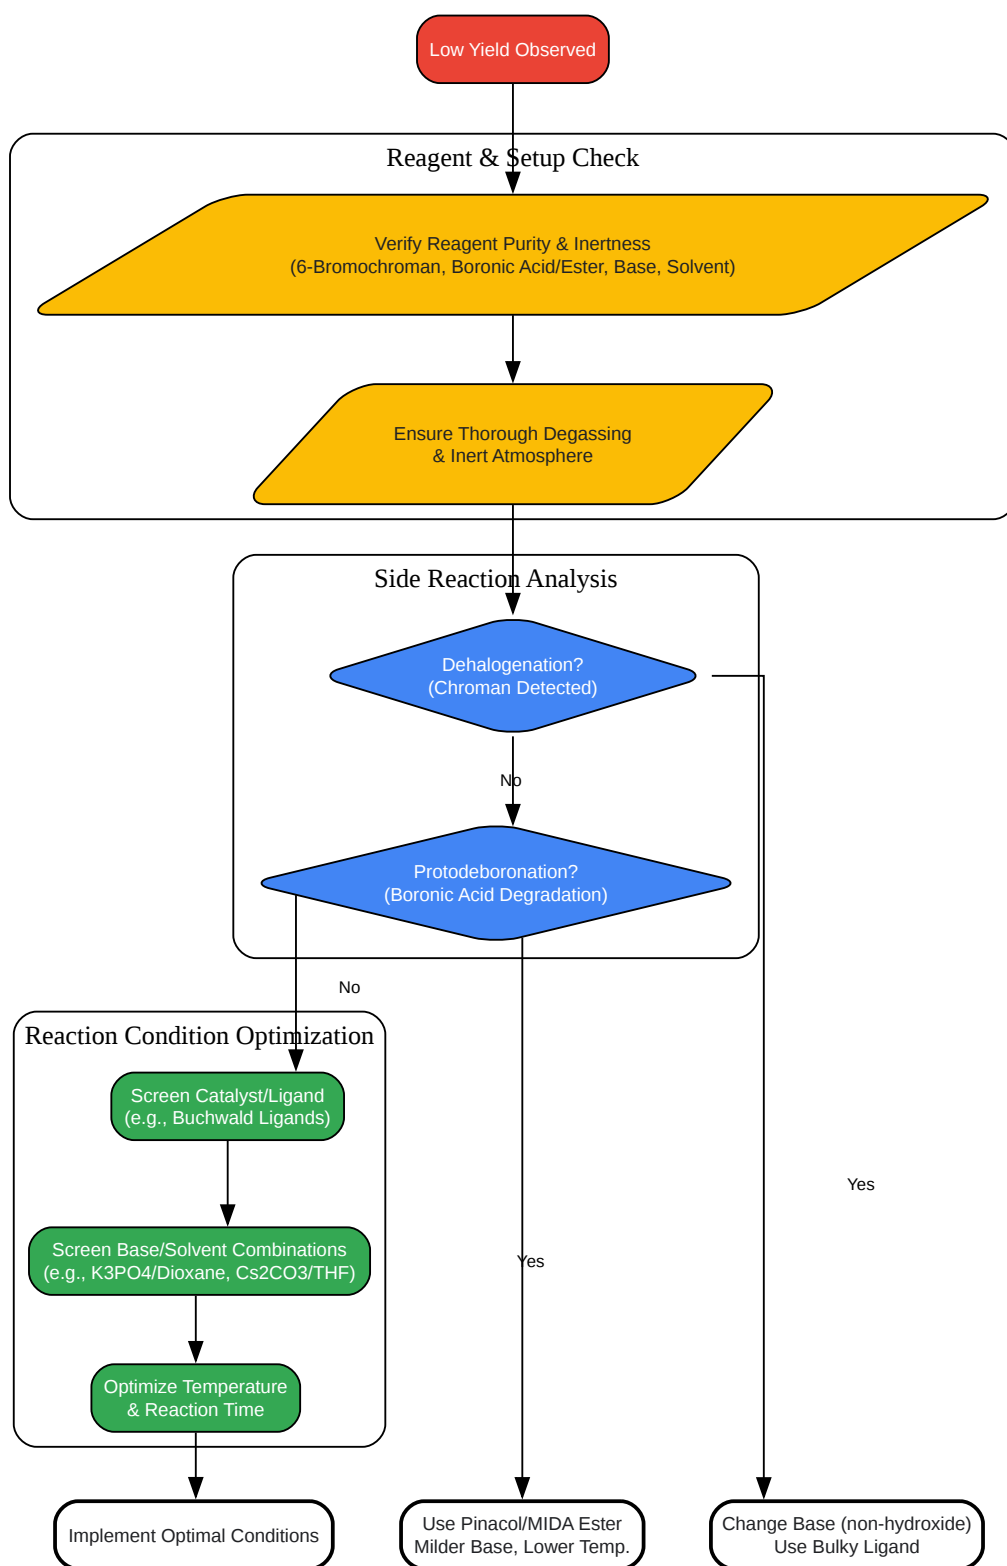 Low Yield Observed
Reagent & Setup Check
Verify Reagent Purity & Inertness
(6-Bromochroman, Boronic Acid/Ester, Base, Solvent)
Ensure Thorough Degassing
& Inert Atmosphere
Side Reaction Analysis
Dehalogenation?
(Chroman Detected)
No
Protodeboronation?
(Boronic Acid Degradation)
No
Reaction Condition Optimization
Screen Catalyst/Ligand
(e.g., Buchwald Ligands)
Yes
Screen Base/Solvent Combinations
(e.g., K3PO4/Dioxane, Cs2CO3/THF)
Yes
Optimize Temperature
& Reaction Time
Implement Optimal Conditions
Use Pinacol/MIDA Ester
Milder Base, Lower Temp.
Change Base (non-hydroxide)
Use Bulky Ligand